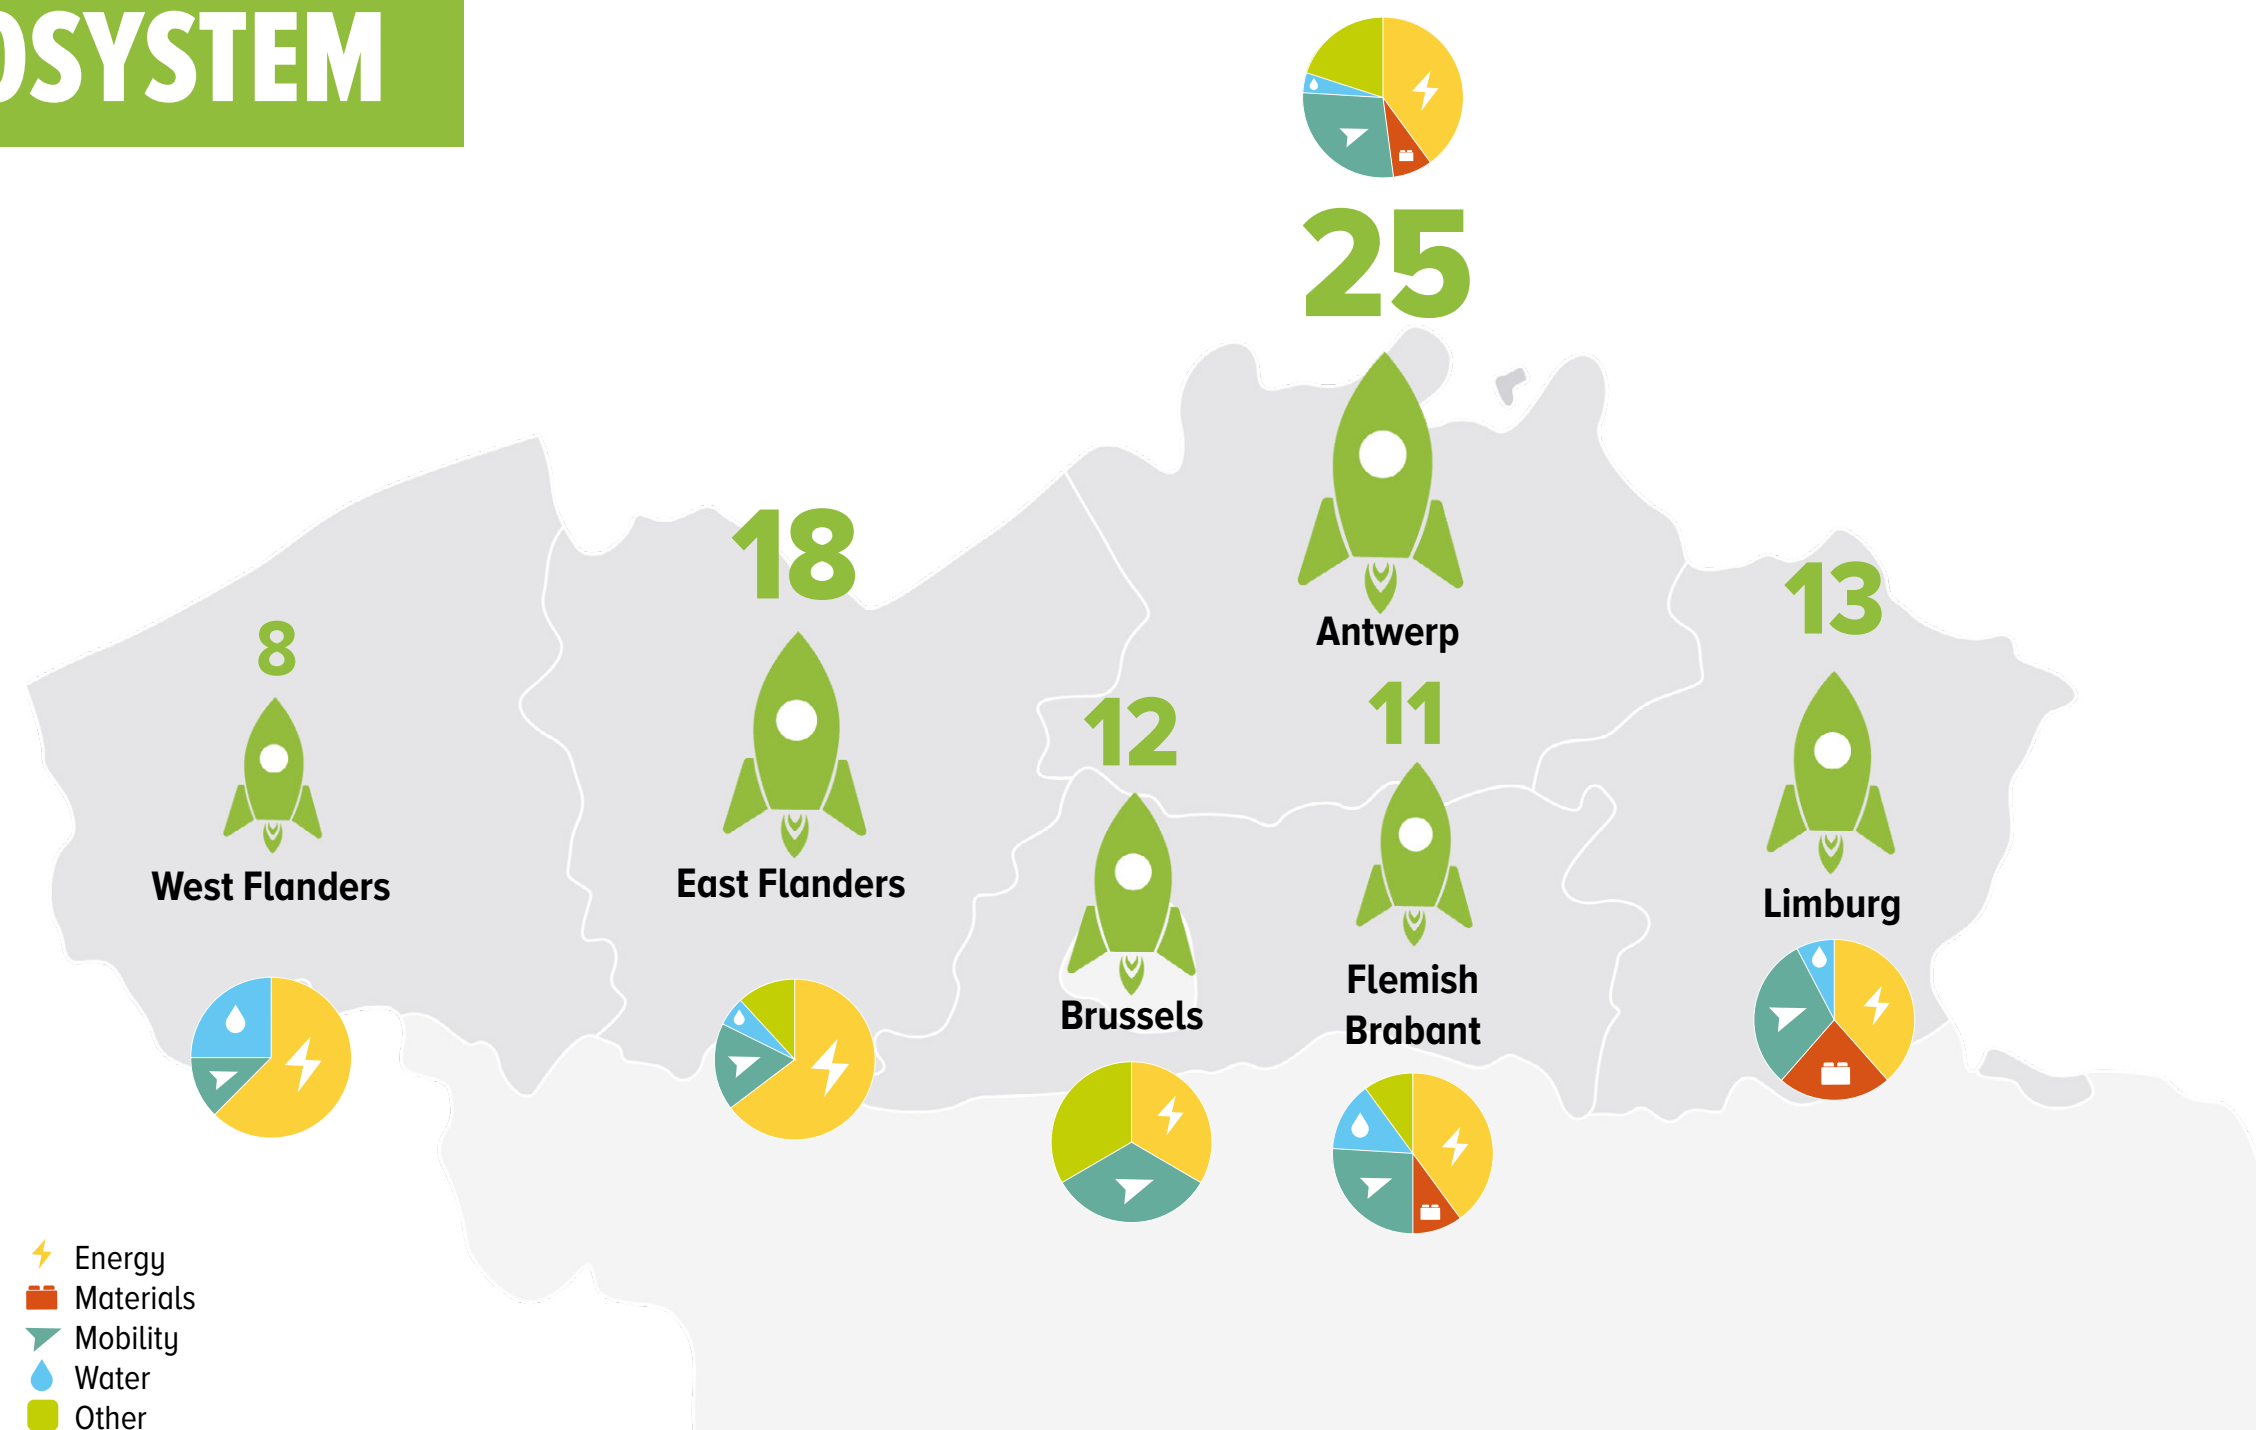 OSYSTEM
25
Antwerp
18
East Flanders
13
Limburg
8
West Flanders
12
Brussels
11
Flemish
Brabant
Energy
Materials
Mobility
Water
Other